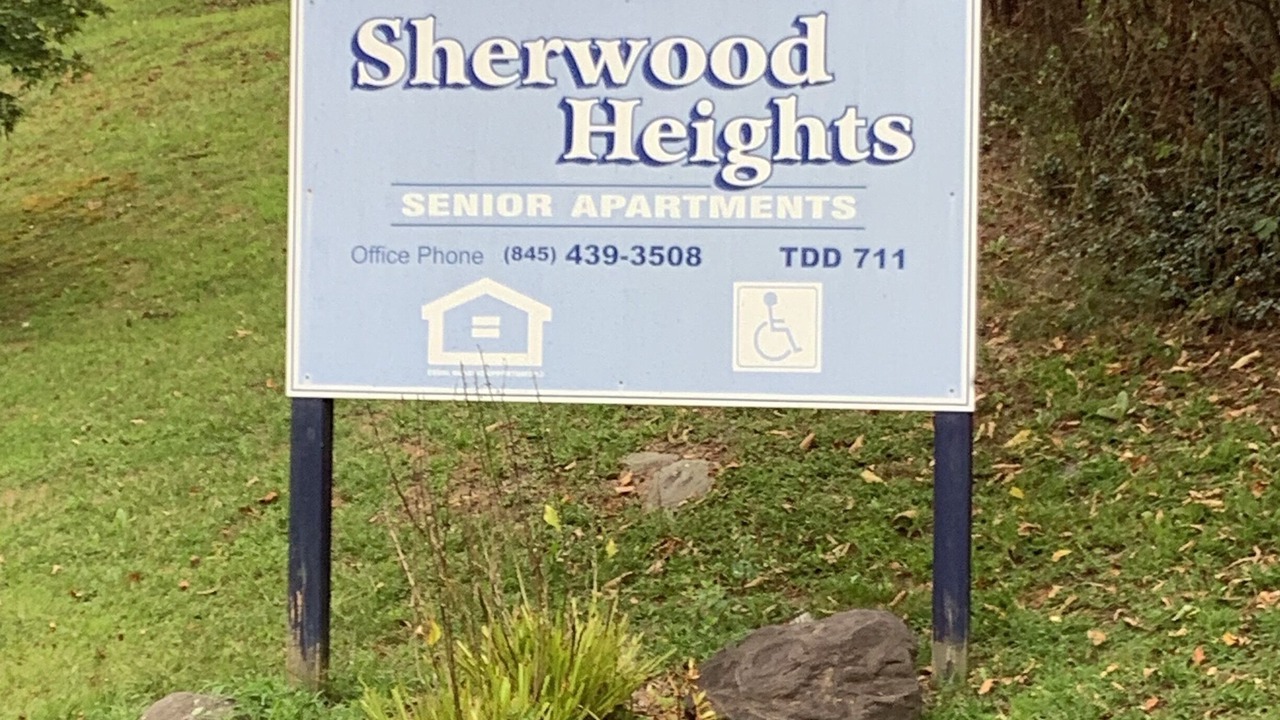 Sherwood
Heights
SENIOR APARTMENTS
Office Phone (845) 439-3508 TDD 711